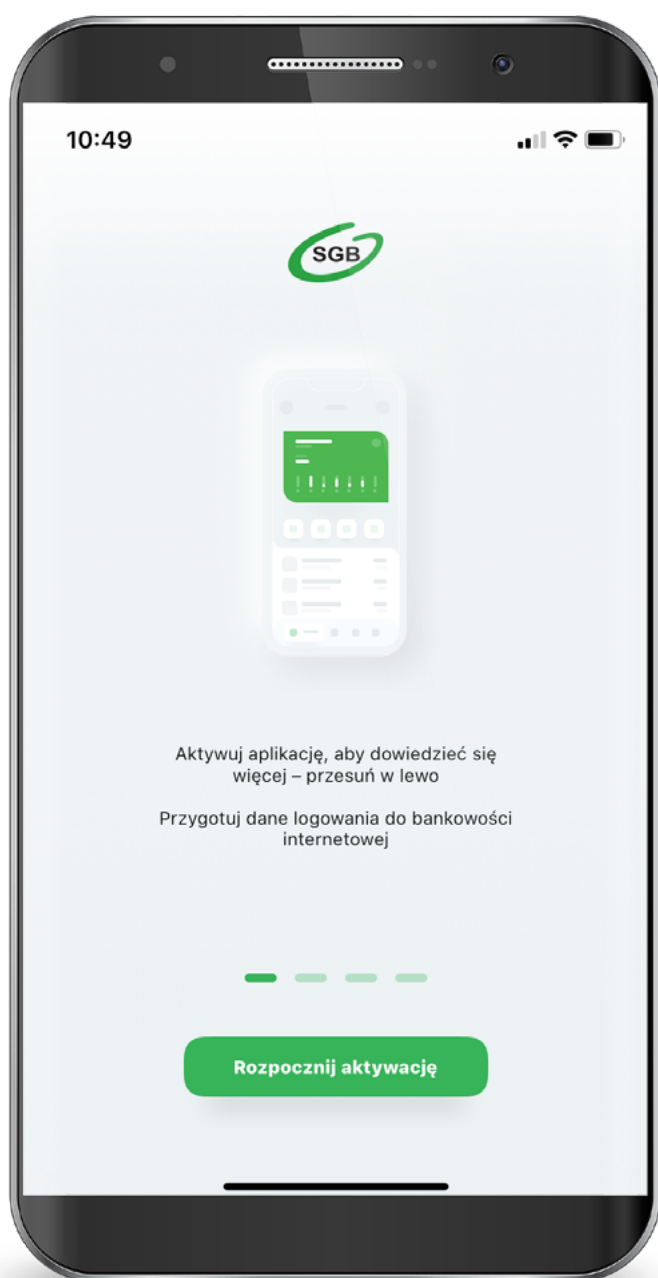 10:49
SGB
Aktywuj aplikację, aby dowiedzieć się
więcej – przesuń w lewo
Przygotuj dane logowania do bankowości
internetowej
Rozpocznij aktywację